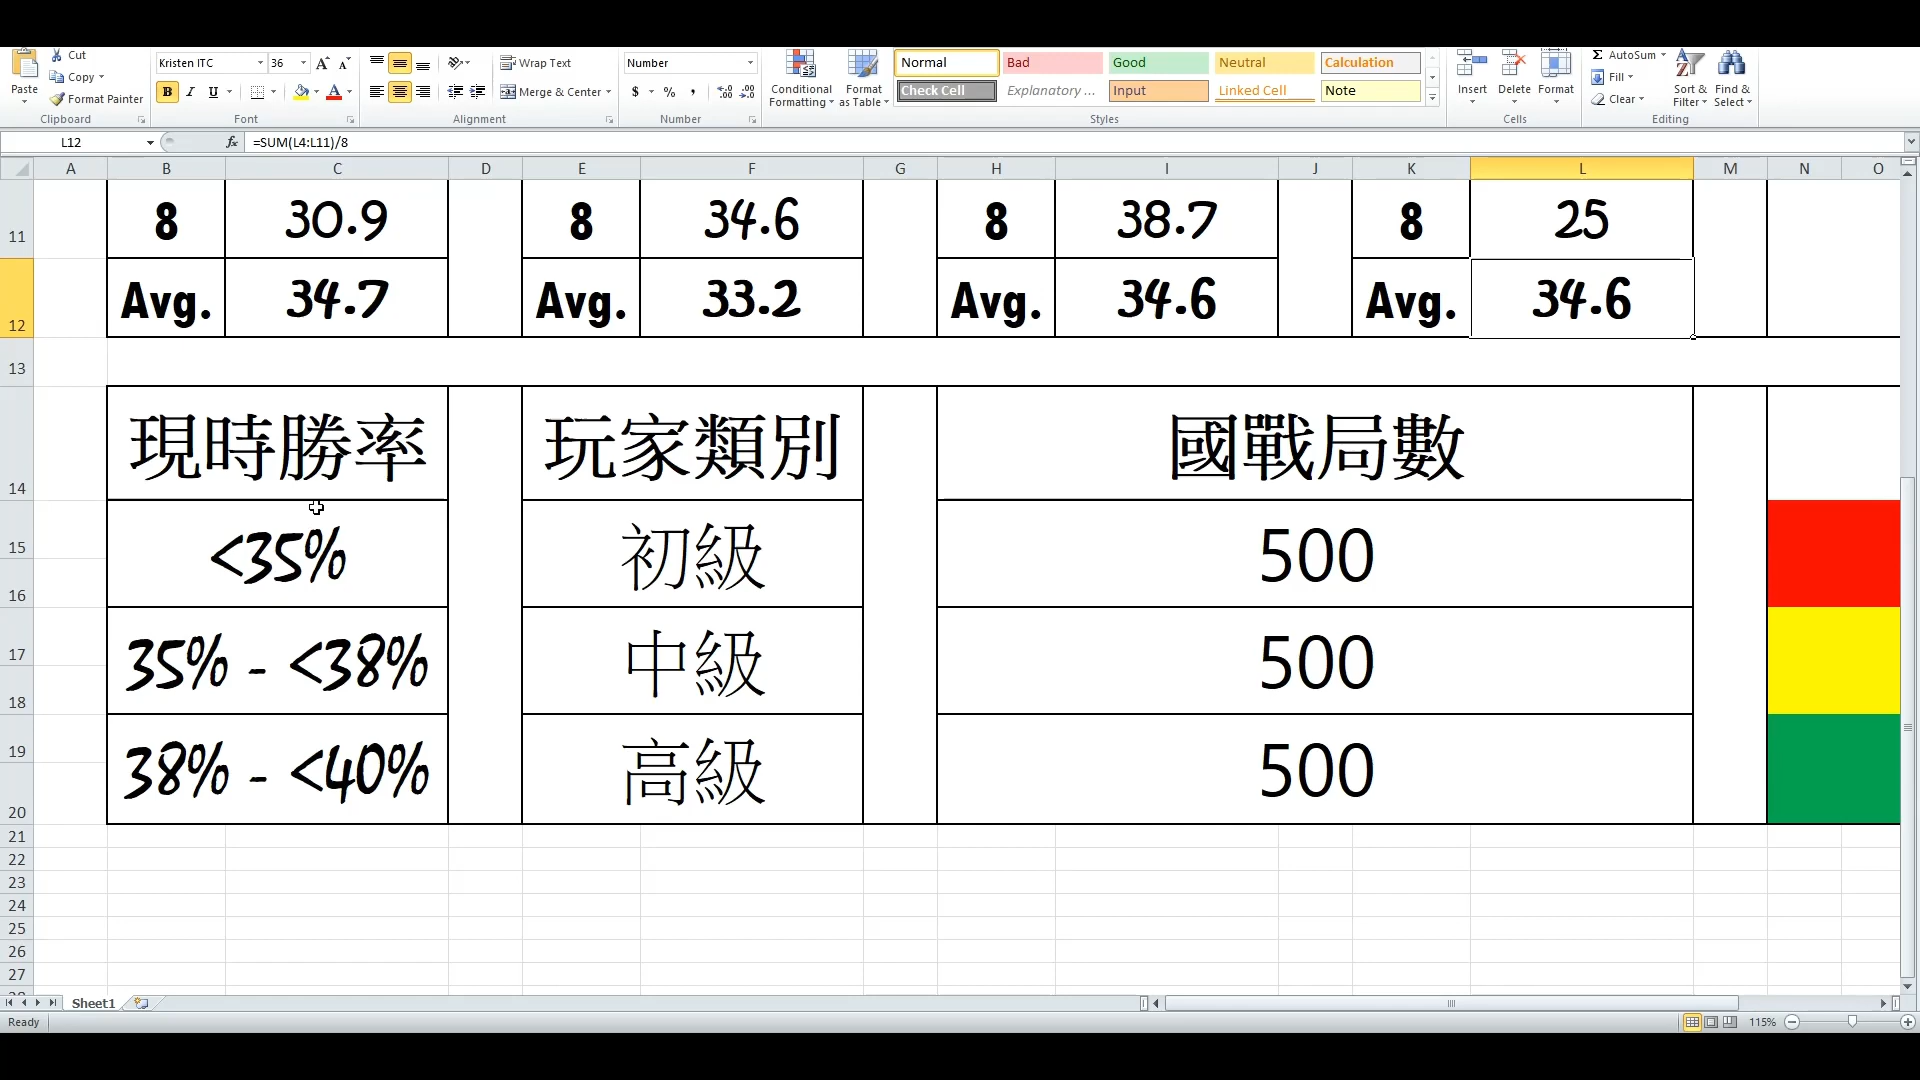 Cut
Copy
Paste
Format Painter
Clipboard
Kristen ITC 36
B I U
Font
Wrap Text
Merge & Center
Alignment
Number
$ % ,
Number
Conditional Formatting
Format as Table
Normal Bad Good Neutral Calculation
Check Cell Explanatory ... Input Linked Cell Note
Styles
Insert Delete Format
Cells
AutoSum
Fill
Clear
Sort & Filter
Find & Select
Editing
L12 fx =SUM(L4:L11)/8
A B C D E F G H I J K L M N O
11 8 30.9 8 34.6 8 38.7 8 25
12 Avg. 34.7 Avg. 33.2 Avg. 34.6 Avg. 34.6
13
14 現時勝率 玩家類別 國戰局數
15 <35% 初級 500
16
17 35% - <38% 中級 500
18
19 38% - <40% 高級 500
20
21
22
23
24
25
26
27
Sheet1
Ready 115%